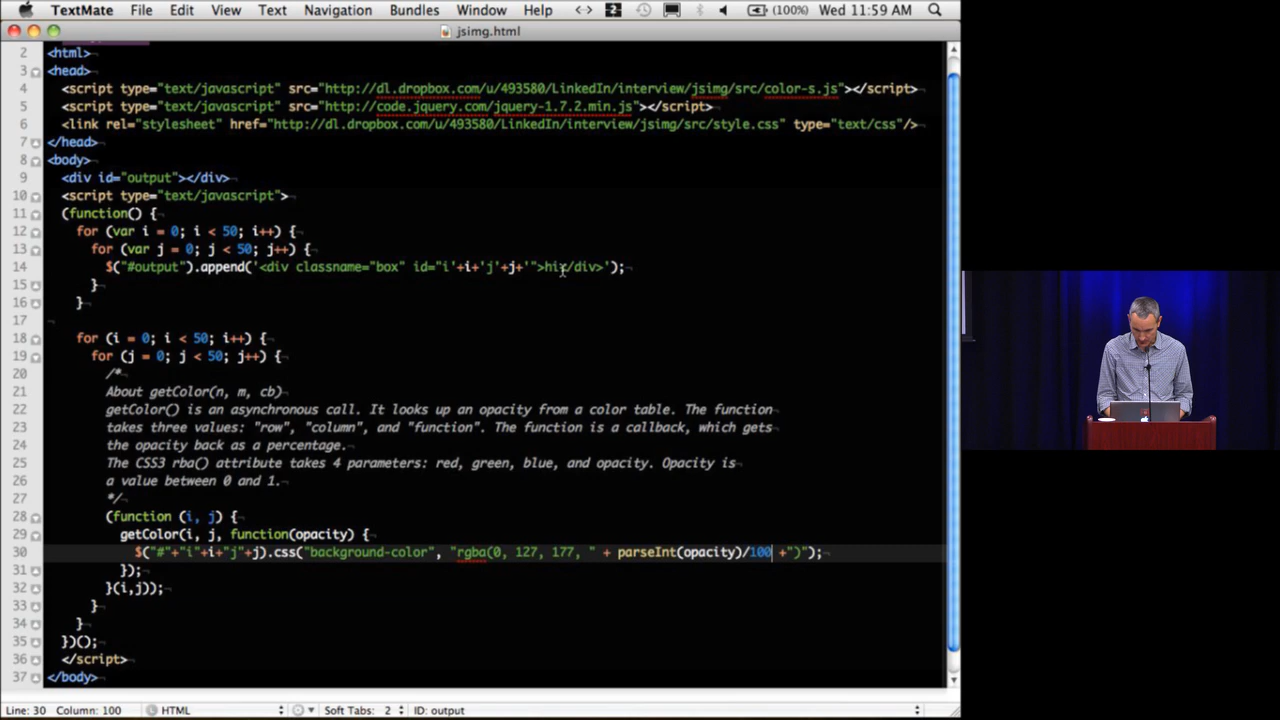 TextMate File Edit View Text Navigation Bundles Window Help <··> 2 (100%) Wed 11:59 AM
jsimg.html
2 <html>¬
3 <head>¬
4 <script type="text/javascript" src="http://dl.dropbox.com/u/493580/LinkedIn/interview/jsimg/src/color-s.js"></script>¬
5 <script type="text/javascript" src="http://code.jquery.com/jquery-1.7.2.min.js"></script>¬
6 <link rel="stylesheet" href="http://dl.dropbox.com/u/493580/LinkedIn/interview/jsimg/src/style.css" type="text/css"/>¬
7 </head>¬
8 <body>¬
9 <div id="output"></div>¬
10 <script type="text/javascript">¬
11 (function() {¬
12 for (var i = 0; i < 50; i++) {¬
13 for (var j = 0; j < 50; j++) {¬
14 $("#output").append('<div classname="box" id="i'+i+'j'+j+'">hi</div>');¬
15 }¬
16 }¬
17 ¬
18 for (i = 0; i < 50; i++) {¬
19 for (j = 0; j < 50; j++) {¬
20 /*¬
21 About getColor(n, m, cb)¬
22 getColor() is an asynchronous call. It looks up an opacity from a color table. The function¬
23 takes three values: "row", "column", and "function". The function is a callback, which gets¬
24 the opacity back as a percentage.¬
25 The CSS3 rba() attribute takes 4 parameters: red, green, blue, and opacity. Opacity is¬
26 a value between 0 and 1.¬
27 */¬
28 (function (i, j) {¬
29 getColor(i, j, function(opacity) {¬
30 $("#"+"i"+i+"j"+j).css("background-color", "rgba(0, 127, 177, " + parseInt(opacity)/100 +")");¬
31 });¬
32 }(i,j));¬
33 }¬
34 }¬
35 })();¬
36 </script>¬
37 </body>¬
Line: 30 Column: 100 HTML Soft Tabs: 2 ID: output